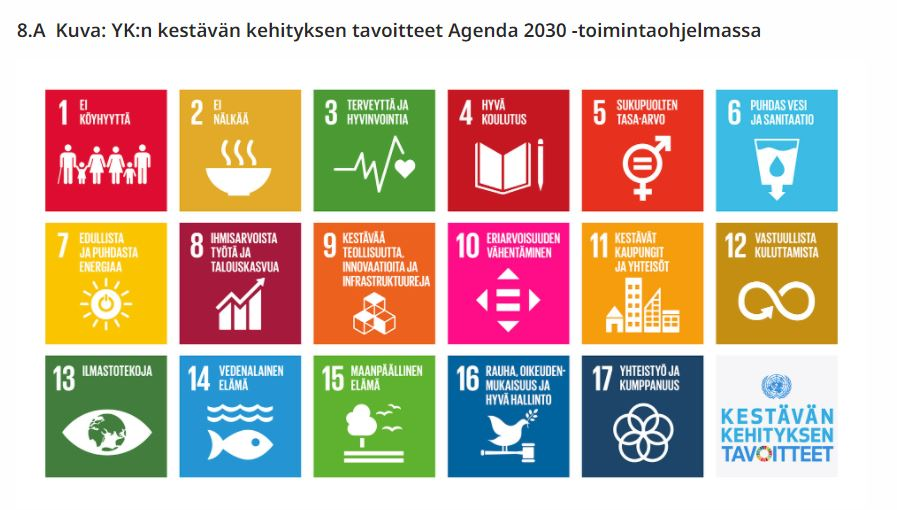 8.A Kuva: YK:n kestävän kehityksen tavoitteet Agenda 2030 -toimintaohjelmassa
1 EI
KÖYHYYTTÄ
2 EI
NÄLKÄÄ
3 TERVEYTTÄ JA
HYVINVOINTIA
4 HYVÄ
KOULUTUS
5 SUKUPUOLTEN
TASA-ARVO
6 PUHDAS VESI
JA SANITAATIO
7 EDULLISTA
JA PUHDASTA
ENERGIAA
8 IHMISARVOISTA
TYÖTÄ JA
TALOUSKASVUA
9 KESTÄVÄÄ
TEOLLISUUTTA,
INNOVAATIOITA JA
INFRASTRUKTUUREJA
10 ERIARVOISUUDEN
VÄHENTÄMINEN
11 KESTÄVÄT
KAUPUNGIT
JA YHTEISÖT
12 VASTUULLISTA
KULUTTAMISTA
13 ILMASTOTEKOJA
14 VEDENALAINEN
ELÄMÄ
15 MAANPÄÄLLINEN
ELÄMÄ
16 RAUHA, OIKEUDEN-
MUKAISUUS JA
HYVÄ HALLINTO
17 YHTEISTYÖ JA
KUMPPANUUS
KESTÄVÄN
KEHITYKSEN
TAVOITTEET